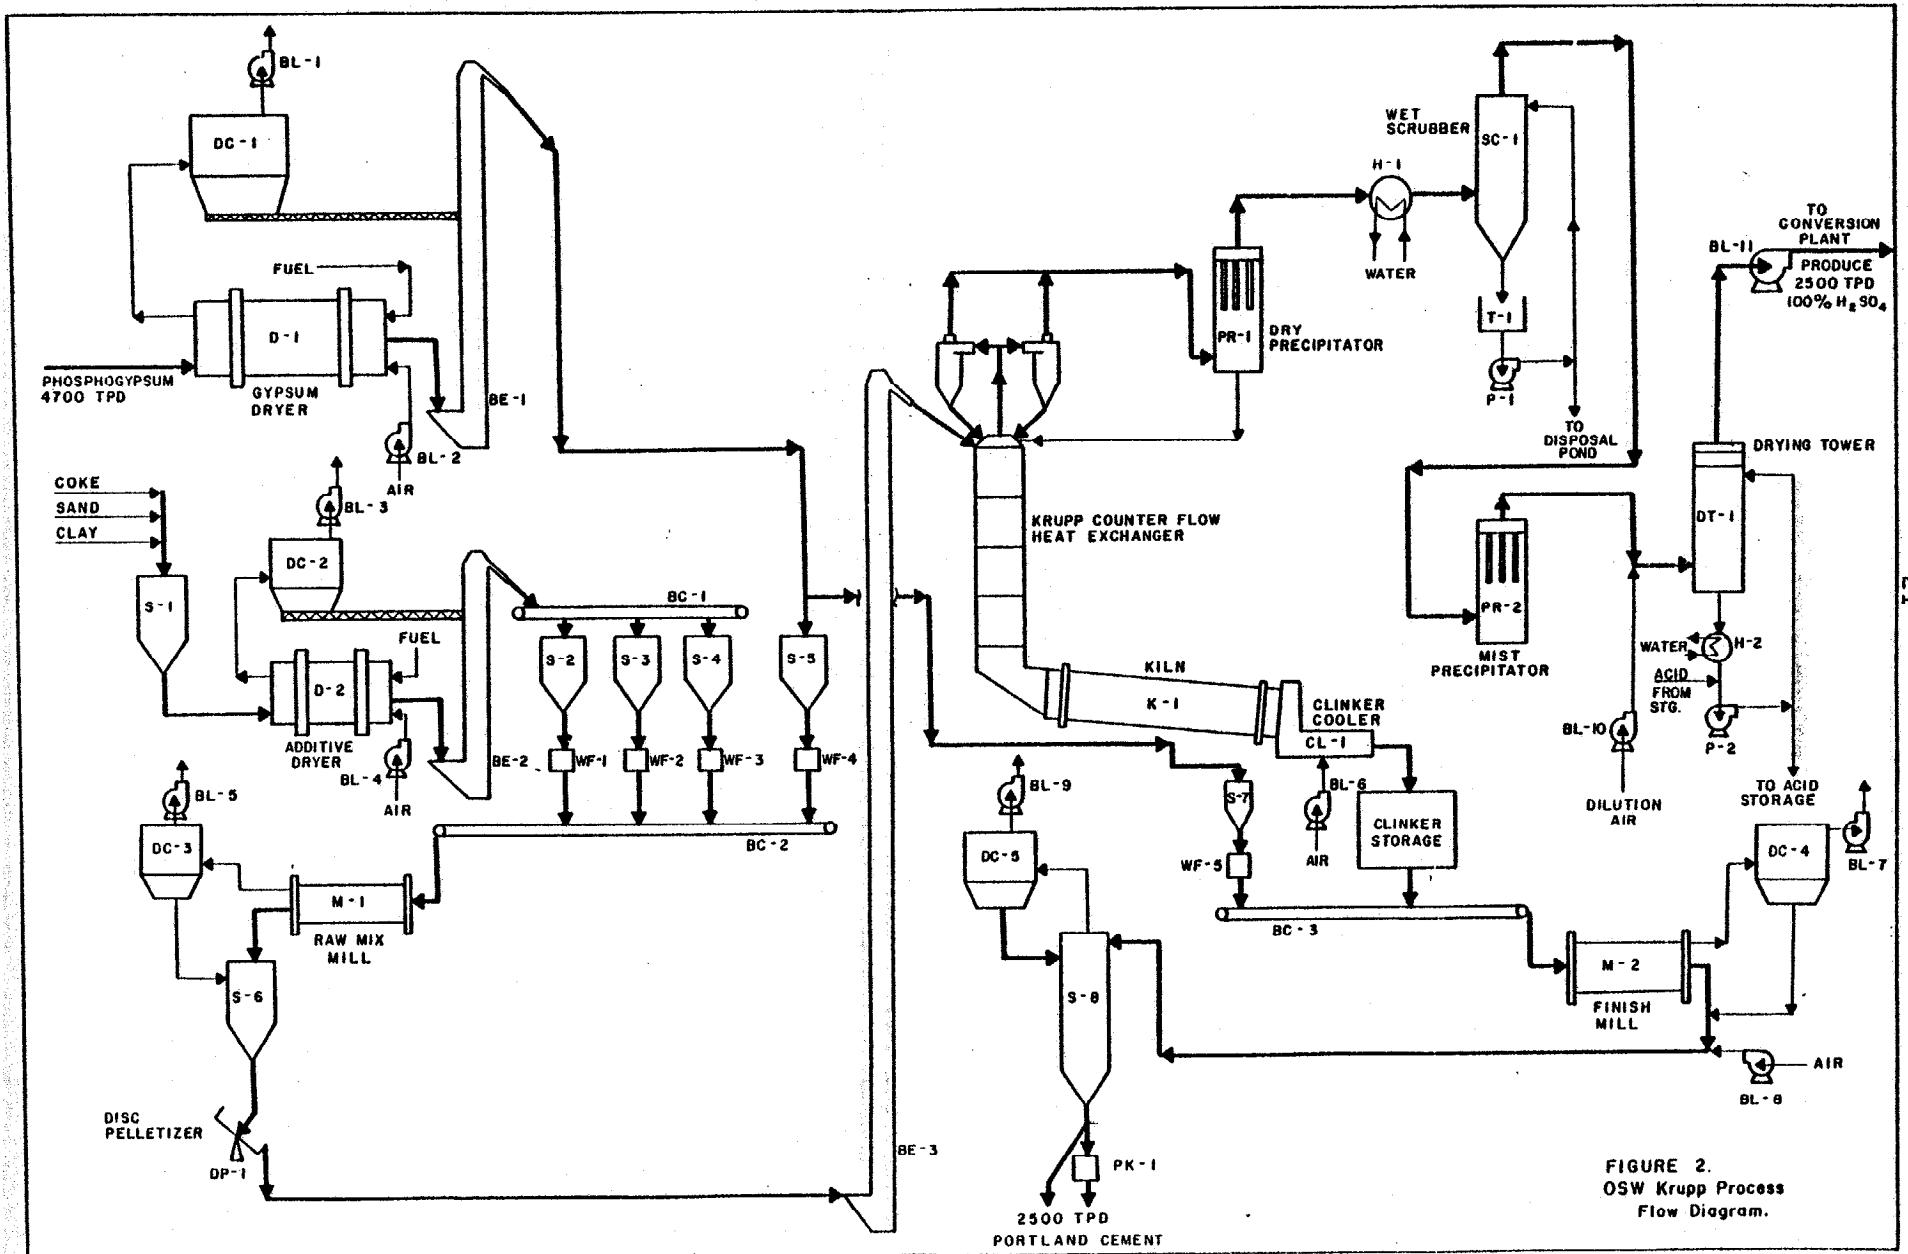 BL-1
DC-1
FUEL
D-1
PHOSPHOGYPSUM
4700 TPD
GYPSUM
DRYER
BE-1
BL-2
AIR
COKE
SAND
CLAY
BL-3
DC-2
S-1
FUEL
D-2
ADDITIVE
DRYER
BL-4
AIR
BE-2
BC-1
S-2
S-3
S-4
S-5
WF-1
WF-2
WF-3
WF-4
BC-2
BL-5
DC-3
M-1
RAW MIX
MILL
S-6
DISC
PELLETIZER
DP-1
BE-3
KRUPP COUNTER FLOW
HEAT EXCHANGER
KILN
K-1
CLINKER
COOLER
CL-1
BL-6
AIR
CLINKER
STORAGE
S-7
WF-5
BC-3
BL-9
DC-5
S-8
PK-1
2500 TPD
PORTLAND CEMENT
PR-1
DRY
PRECIPITATOR
H-1
WATER
WET
SCRUBBER
SC-1
T-1
P-1
TO
DISPOSAL
POND
PR-2
MIST
PRECIPITATOR
BL-10
DILUTION
AIR
BL-11
TO
CONVERSION
PLANT
PRODUCE
2500 TPD
100% H₂SO₄
DRYING TOWER
DT-1
H-2
WATER
ACID
FROM
STG.
P-2
TO ACID
STORAGE
DC-4
BL-7
M-2
FINISH
MILL
AIR
BL-8
FIGURE 2.
OSW Krupp Process
Flow Diagram.